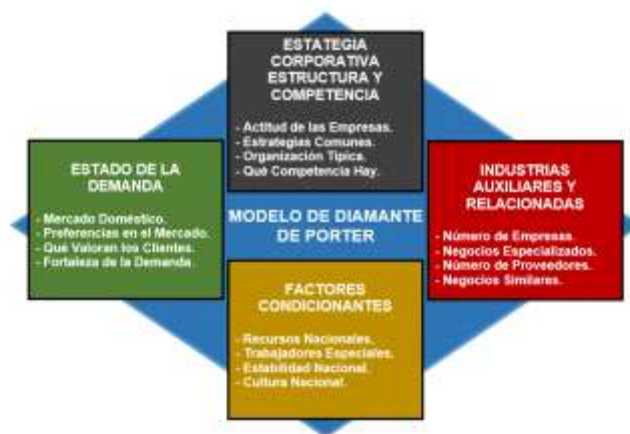 ESTATEGIA
CORPORATIVA
ESTRUCTURA Y
COMPETENCIA
- Actitud de las Empresas.
- Estrategias Comunes.
- Organización Típica.
- Qué Competencia Hay.
ESTADO DE LA
DEMANDA
- Mercado Doméstico.
- Preferencias en el Mercado.
- Qué Valoran los Clientes.
- Fortaleza de la Demanda.
MODELO DE DIAMANTE
DE PORTER
INDUSTRIAS
AUXILIARES Y
RELACIONADAS
- Número de Empresas.
- Negocios Especializados.
- Número de Proveedores.
- Negocios Similares.
FACTORES
CONDICIONANTES
- Recursos Nacionales.
- Trabajadores Especiales.
- Estabilidad Nacional.
- Cultura Nacional.